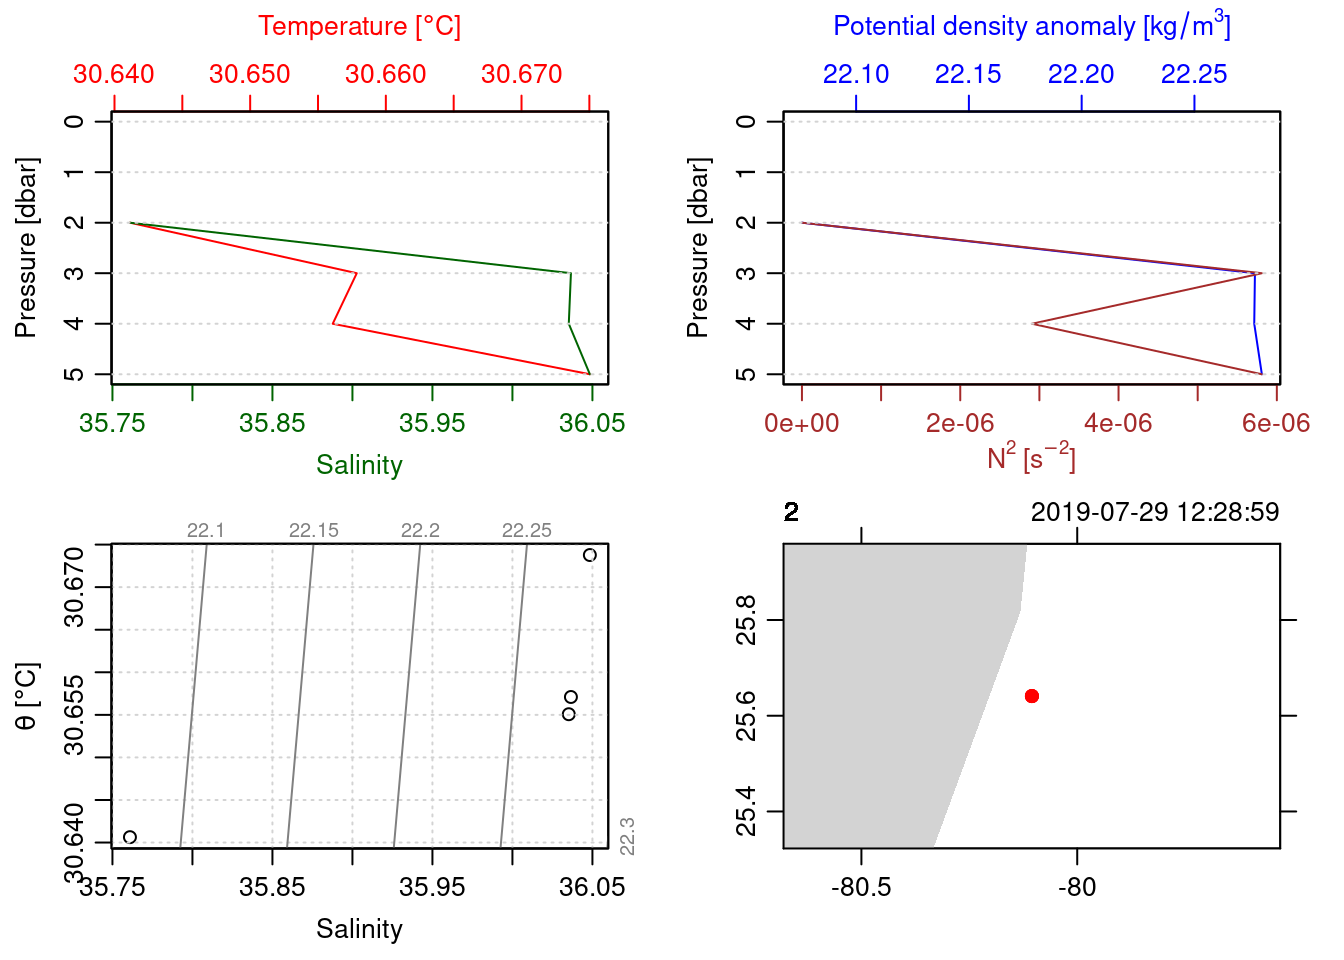 Temperature [°C]
30.640 30.650 30.660 30.670
Pressure [dbar]
0
1
2
3
4
5
35.75 35.85 35.95 36.05
Salinity
Potential density anomaly [kg/m³]
22.10 22.15 22.20 22.25
Pressure [dbar]
0
1
2
3
4
5
0e+00 2e-06 4e-06 6e-06
N² [s⁻²]
22.1 22.15 22.2 22.25
θ [°C]
30.670
30.655
30.640
22.3
35.75 35.85 35.95 36.05
Salinity
2 2019-07-29 12:28:59
25.8
25.6
25.4
-80.5 -80